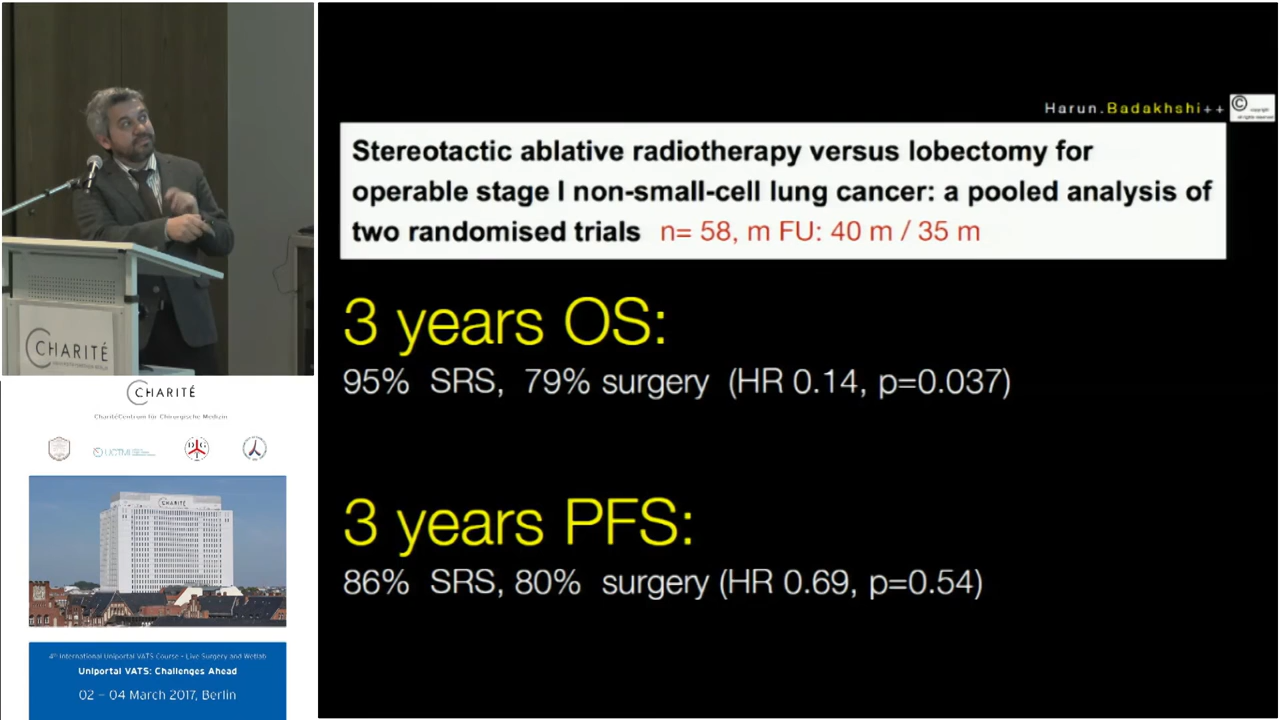 Harun.Badakhshi++
©
Stereotactic ablative radiotherapy versus lobectomy for
operable stage I non-small-cell lung cancer: a pooled analysis of
two randomised trials n= 58, m FU: 40 m / 35 m
3 years OS:
95% SRS, 79% surgery (HR 0.14, p=0.037)
3 years PFS:
86% SRS, 80% surgery (HR 0.69, p=0.54)
CHARITÉ
CHARITÉ
CharitéCentrum für Chirurgische Medizin
UCTMI
CHARITÉ
4th International Uniportal VATS Course - Live Surgery and Wetlab
Uniportal VATS: Challenges Ahead
02 – 04 March 2017, Berlin